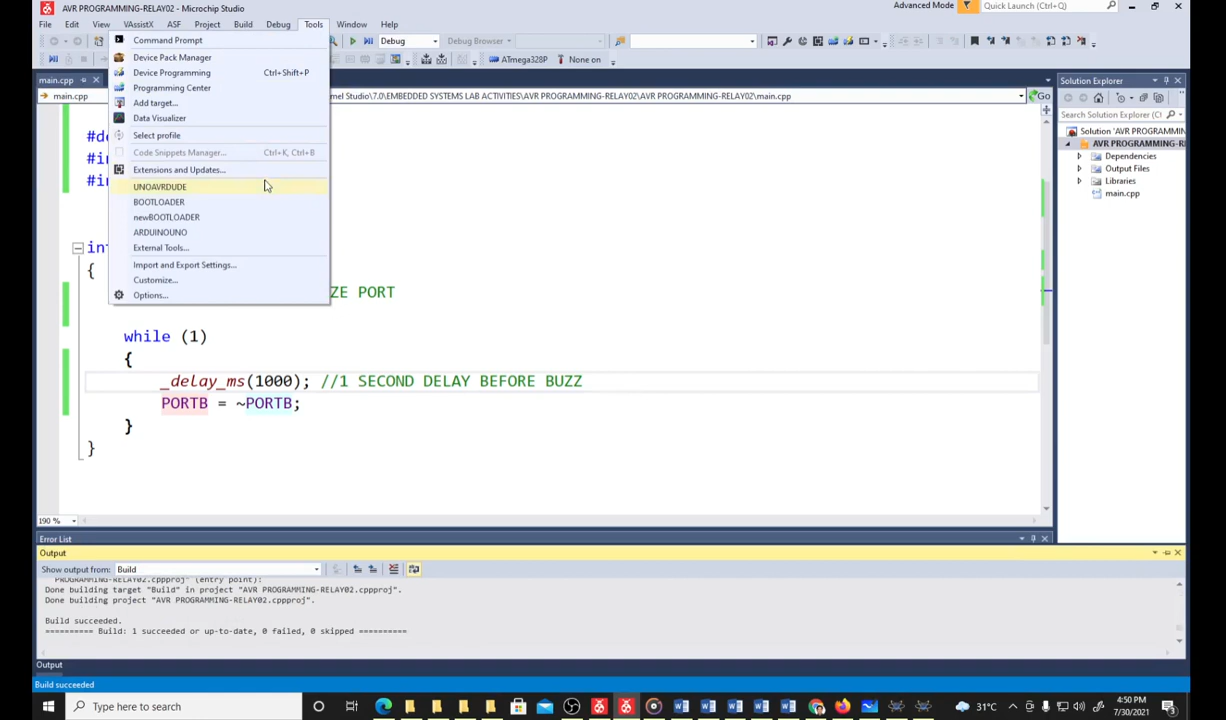 AVR PROGRAMMING-RELAY02 - Microchip Studio
Advanced Mode
Quick Launch (Ctrl+Q)
File Edit View VAssistX ASF Project Build Debug Tools Window Help
Debug
Debug Browser
ATmega328P
None on
Command Prompt
Device Pack Manager
Device Programming Ctrl+Shift+P
Programming Center
Add target...
Data Visualizer
Select profile
Code Snippets Manager... Ctrl+K, Ctrl+B
Extensions and Updates...
UNOAVRDUDE
BOOTLOADER
newBOOTLOADER
ARDUINOUNO
External Tools...
Import and Export Settings...
Customize...
Options...
main.cpp
main.cpp
mel Studio\7.0\EMBEDDED SYSTEMS LAB ACTIVITIES\AVR PROGRAMMING-RELAY02\AVR PROGRAMMING-RELAY02\main.cpp
Go
#de
#in
#in
int
{
ZE PORT
while (1)
{
_delay_ms(1000); //1 SECOND DELAY BEFORE BUZZ
PORTB = ~PORTB;
}
}
190 %
Solution Explorer
Search Solution Explorer
Solution 'AVR PROGRAMMIN
AVR PROGRAMMING-REL
Dependencies
Output Files
Libraries
main.cpp
Error List
Output
Show output from: Build
PROGRAMMING-RELAY02.cppproj" (entry point):
Done building target "Build" in project "AVR PROGRAMMING-RELAY02.cppproj".
Done building project "AVR PROGRAMMING-RELAY02.cppproj".
Build succeeded.
========== Build: 1 succeeded or up-to-date, 0 failed, 0 skipped ==========
Output
Build succeeded
Type here to search
31°C
4:50 PM
7/30/2021
3